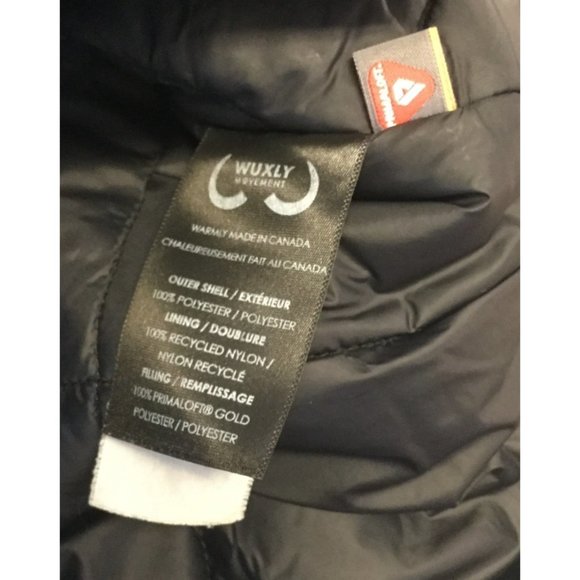 WUXLY
MOVEMENT
WARMLY MADE IN CANADA
CHALEUREUSEMENT FAIT AU CANADA
OUTER SHELL / EXTÉRIEUR
100% POLYESTER / POLYESTER
LINING / DOUBLURE
100% RECYCLED NYLON /
NYLON RECYCLÉ
FILLING / REMPLISSAGE
100% PRIMALOFT® GOLD
POLYESTER / POLYESTER